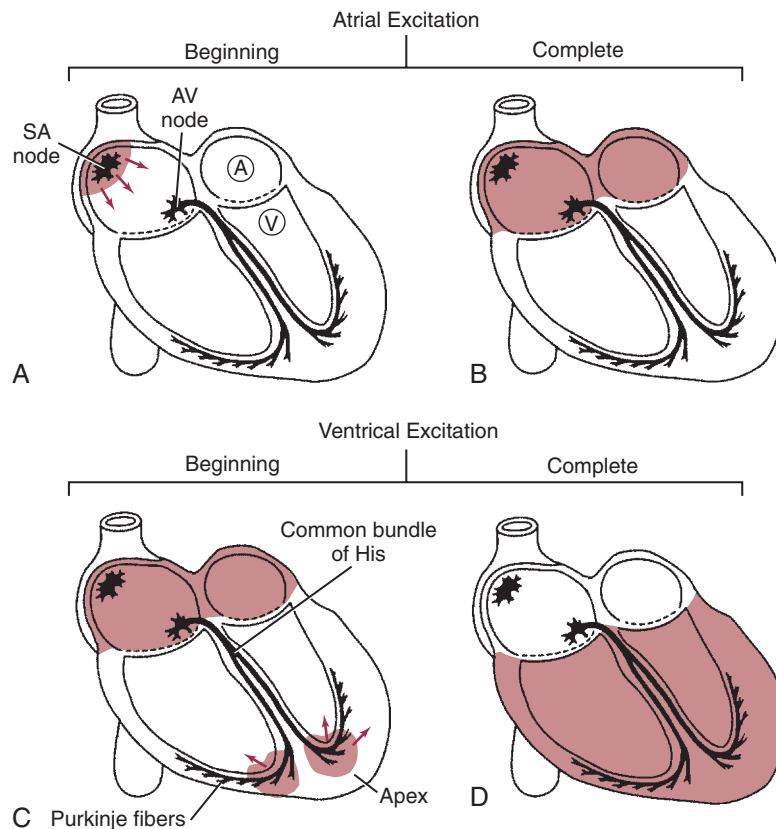 Atrial Excitation
Beginning
Complete
SA
node
AV
node
A
V
A
B
Ventrical Excitation
Beginning
Complete
Common bundle
of His
C
Purkinje fibers
Apex
D